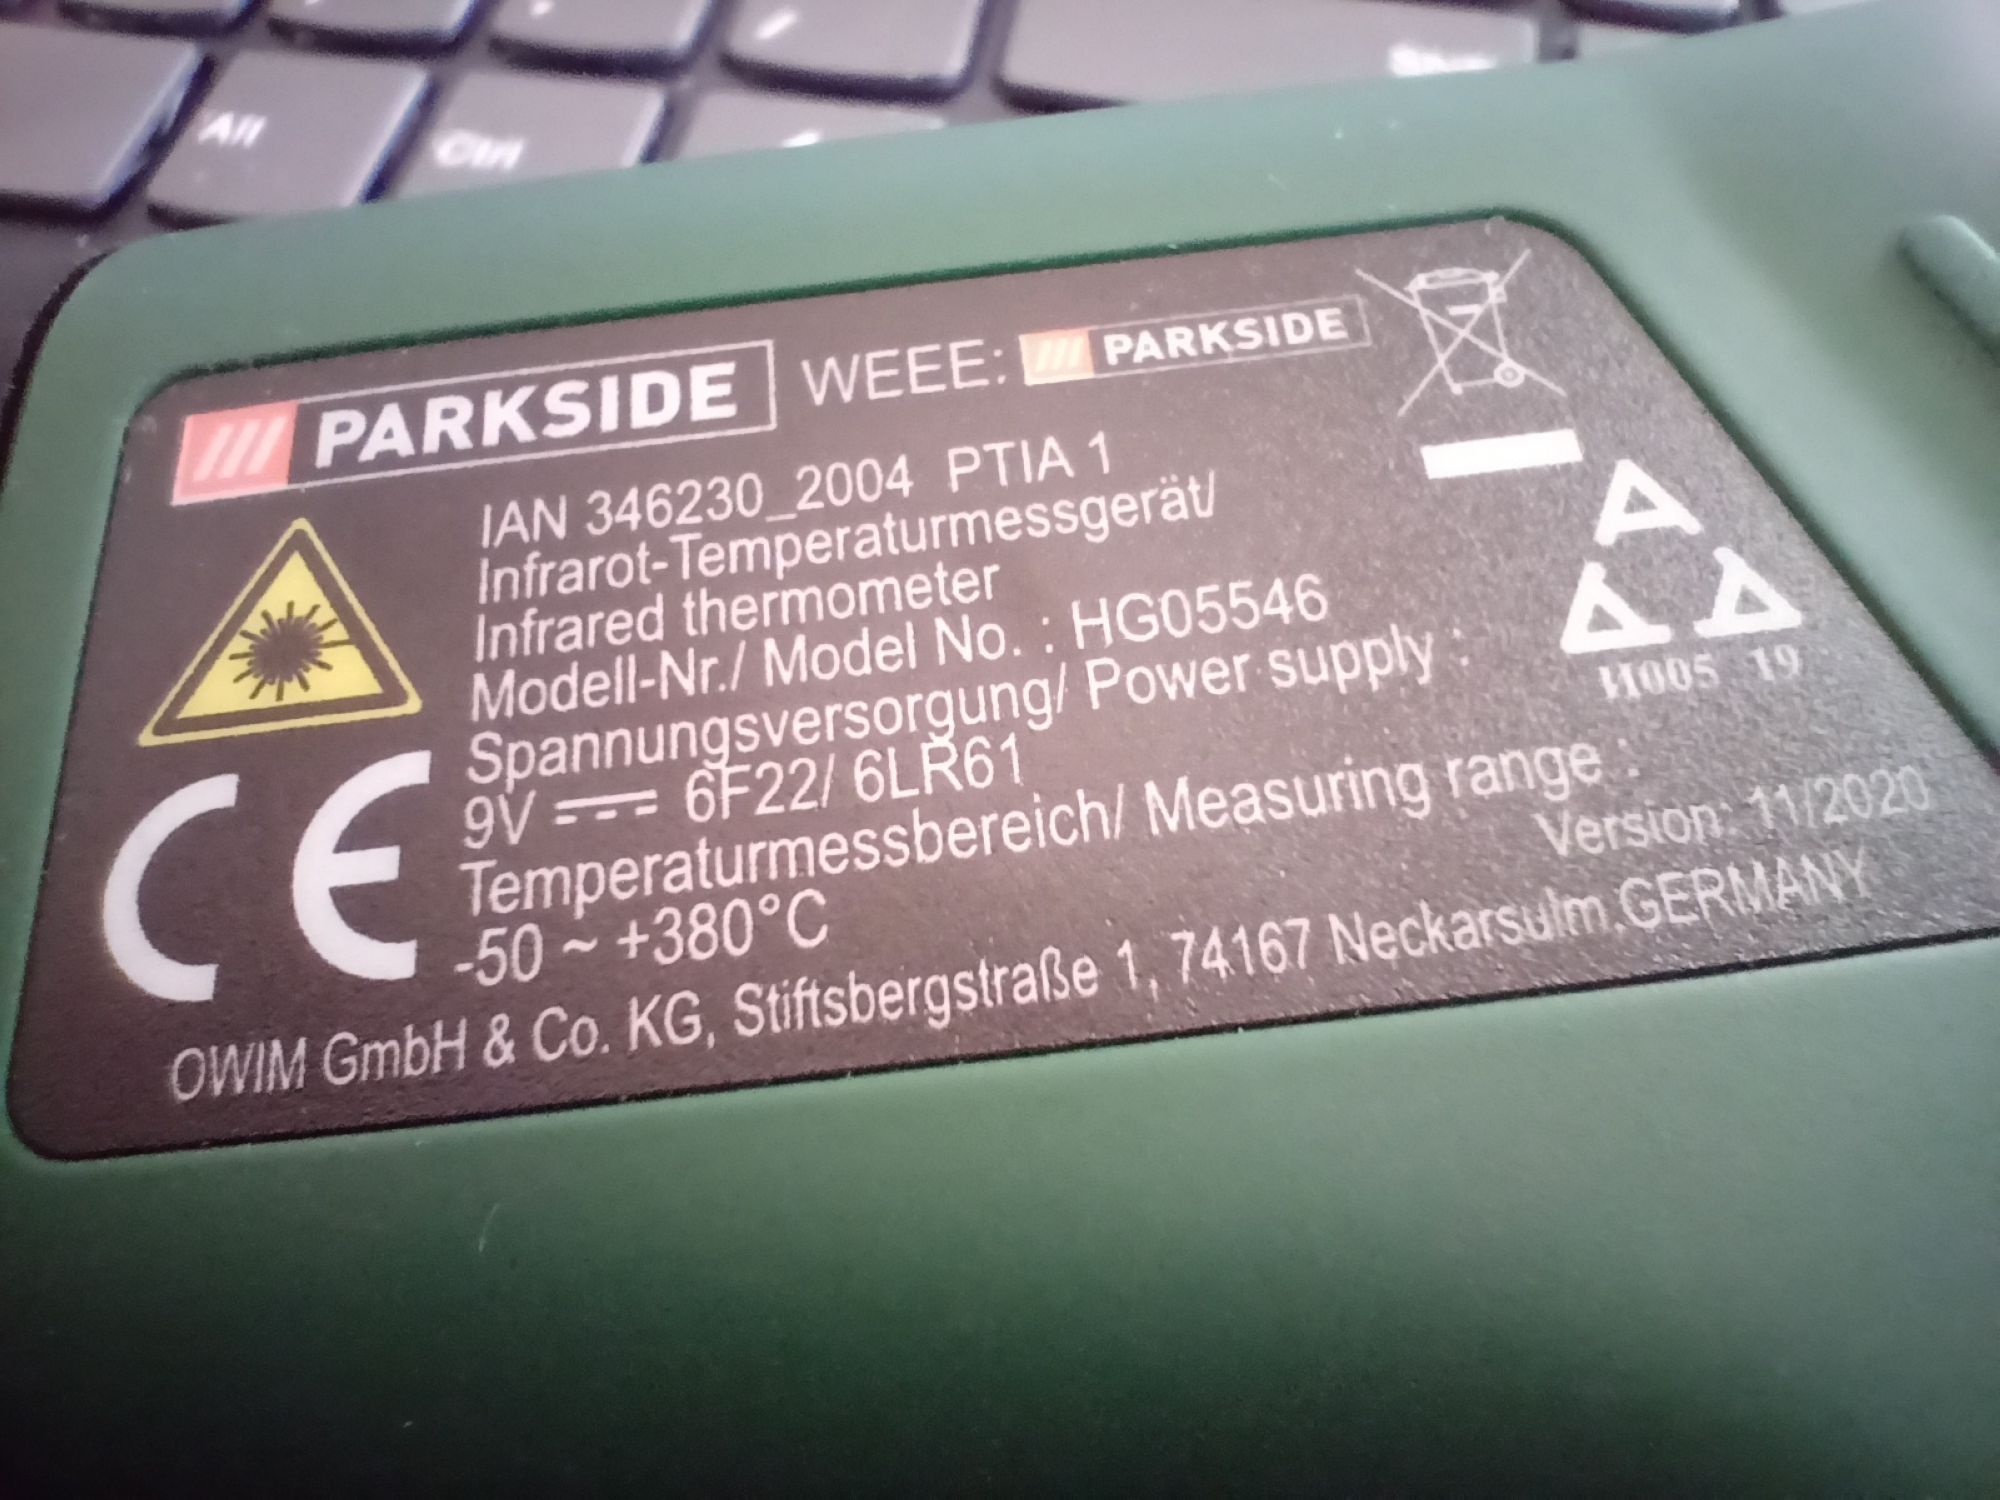 Alt
Ctrl
PARKSIDE WEEE: PARKSIDE
IAN 346230_2004 PTIA 1
Infrarot-Temperaturmessgerät/
Infrared thermometer
Modell-Nr./ Model No. : HG05546
Spannungsversorgung/ Power supply :
9V 6F22/ 6LR61
Temperaturmessbereich/ Measuring range :
-50 ~ +380°C
И005 19
Version: 11/2020
OWIM GmbH & Co. KG, Stiftsbergstraße 1, 74167 Neckarsulm,GERMANY
CE